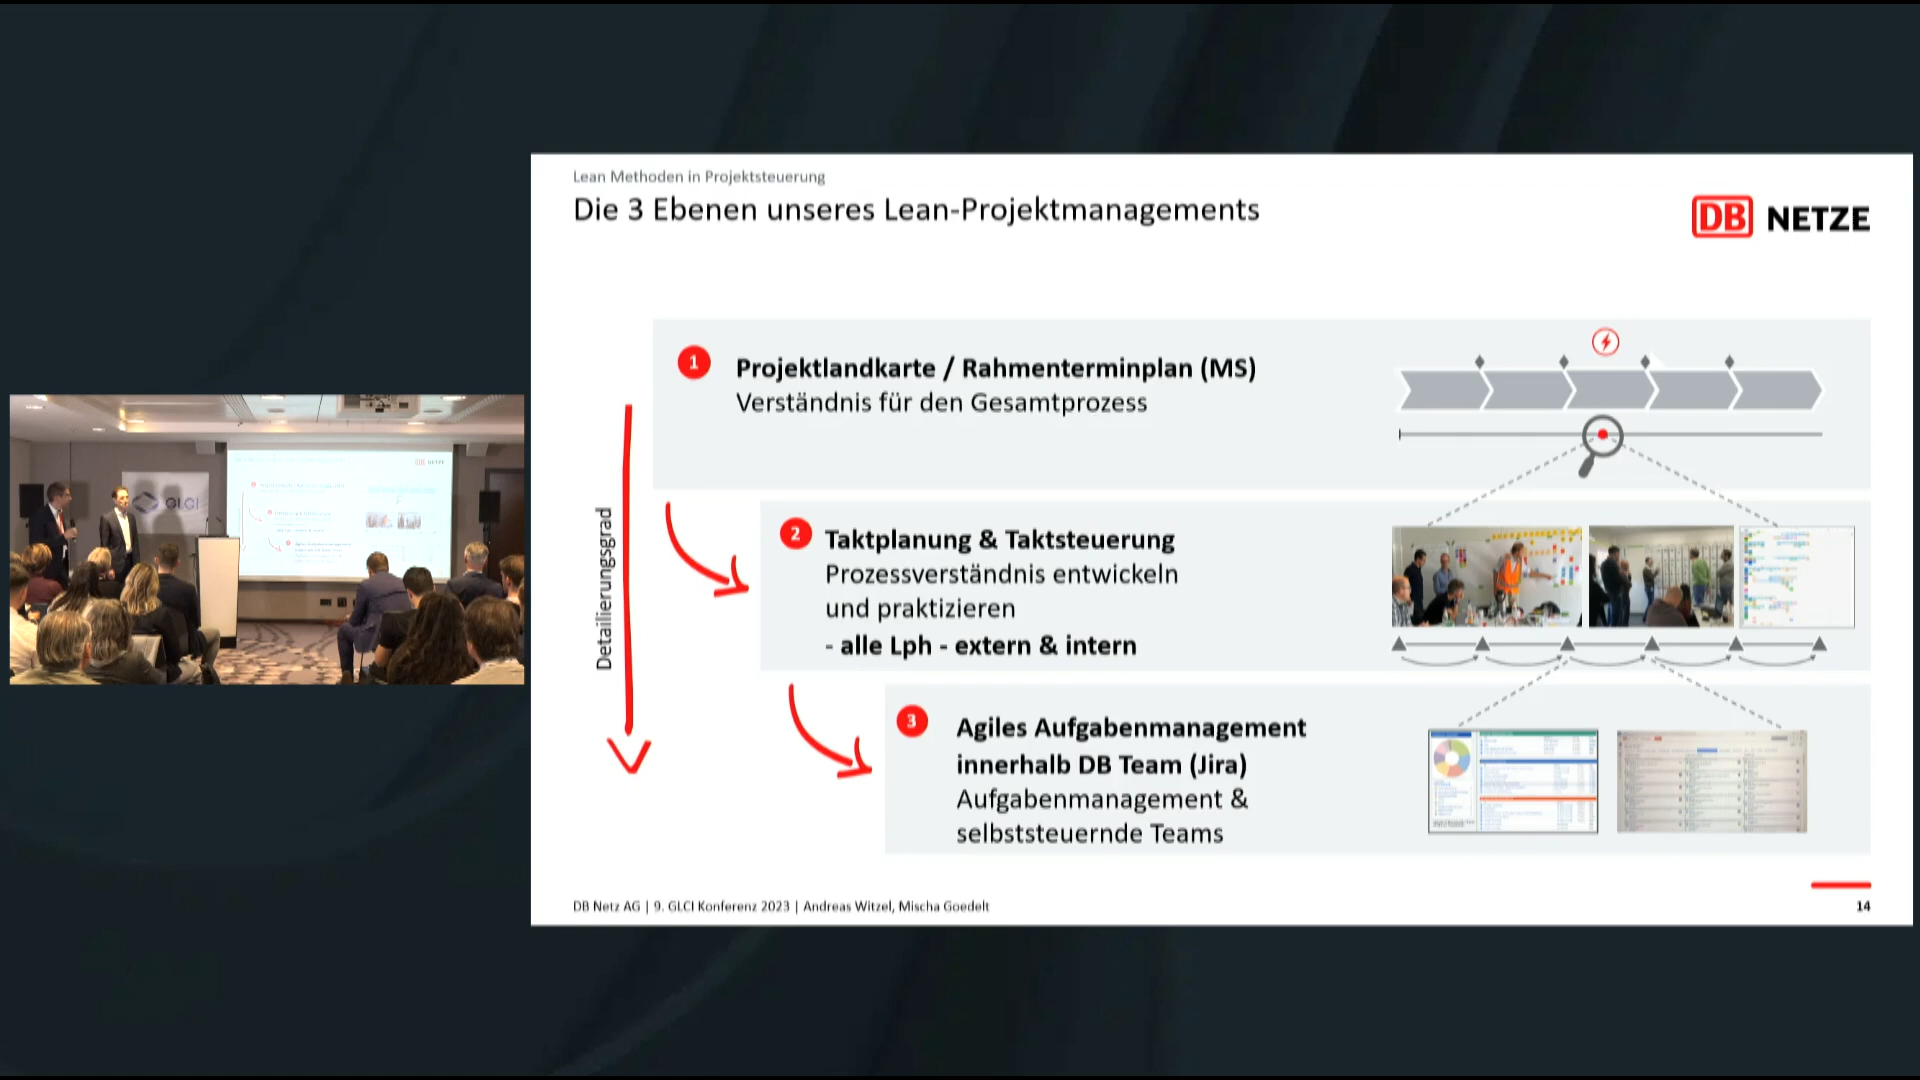 Lean Methoden in Projektsteuerung
Die 3 Ebenen unseres Lean-Projektmanagements
DB NETZE
Detailierungsgrad
1
Projektlandkarte / Rahmenterminplan (MS)
Verständnis für den Gesamtprozess
2
Taktplanung & Taktsteuerung
Prozessverständnis entwickeln
und praktizieren
- alle Lph - extern & intern
3
Agiles Aufgabenmanagement
innerhalb DB Team (Jira)
Aufgabenmanagement &
selbststeuernde Teams
DB Netz AG | 9. GLCI Konferenz 2023 | Andreas Witzel, Mischa Goedelt
14
GLCI